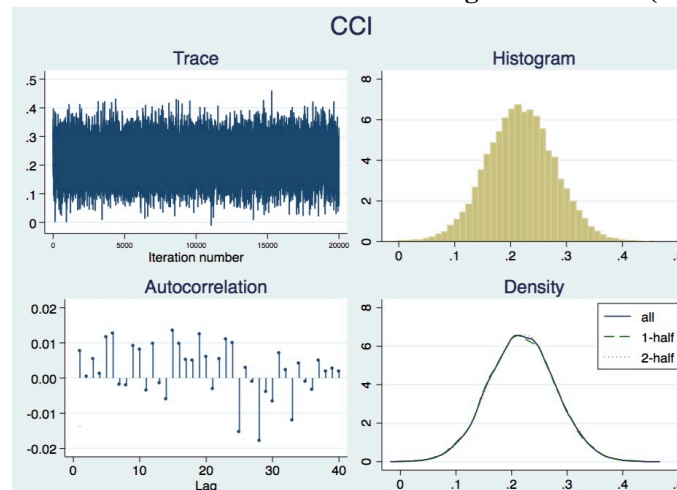 CCI
Trace
.5
.4
.3
.2
.1
0
0 5000 10000 15000 20000
Iteration number
Histogram
8
6
4
2
0
0 .1 .2 .3 .4
Autocorrelation
0.02
0.01
0.00
-0.01
-0.02
0 10 20 30 40
Lag
Density
all
1-half
2-half
8
6
4
2
0
0 .1 .2 .3 .4